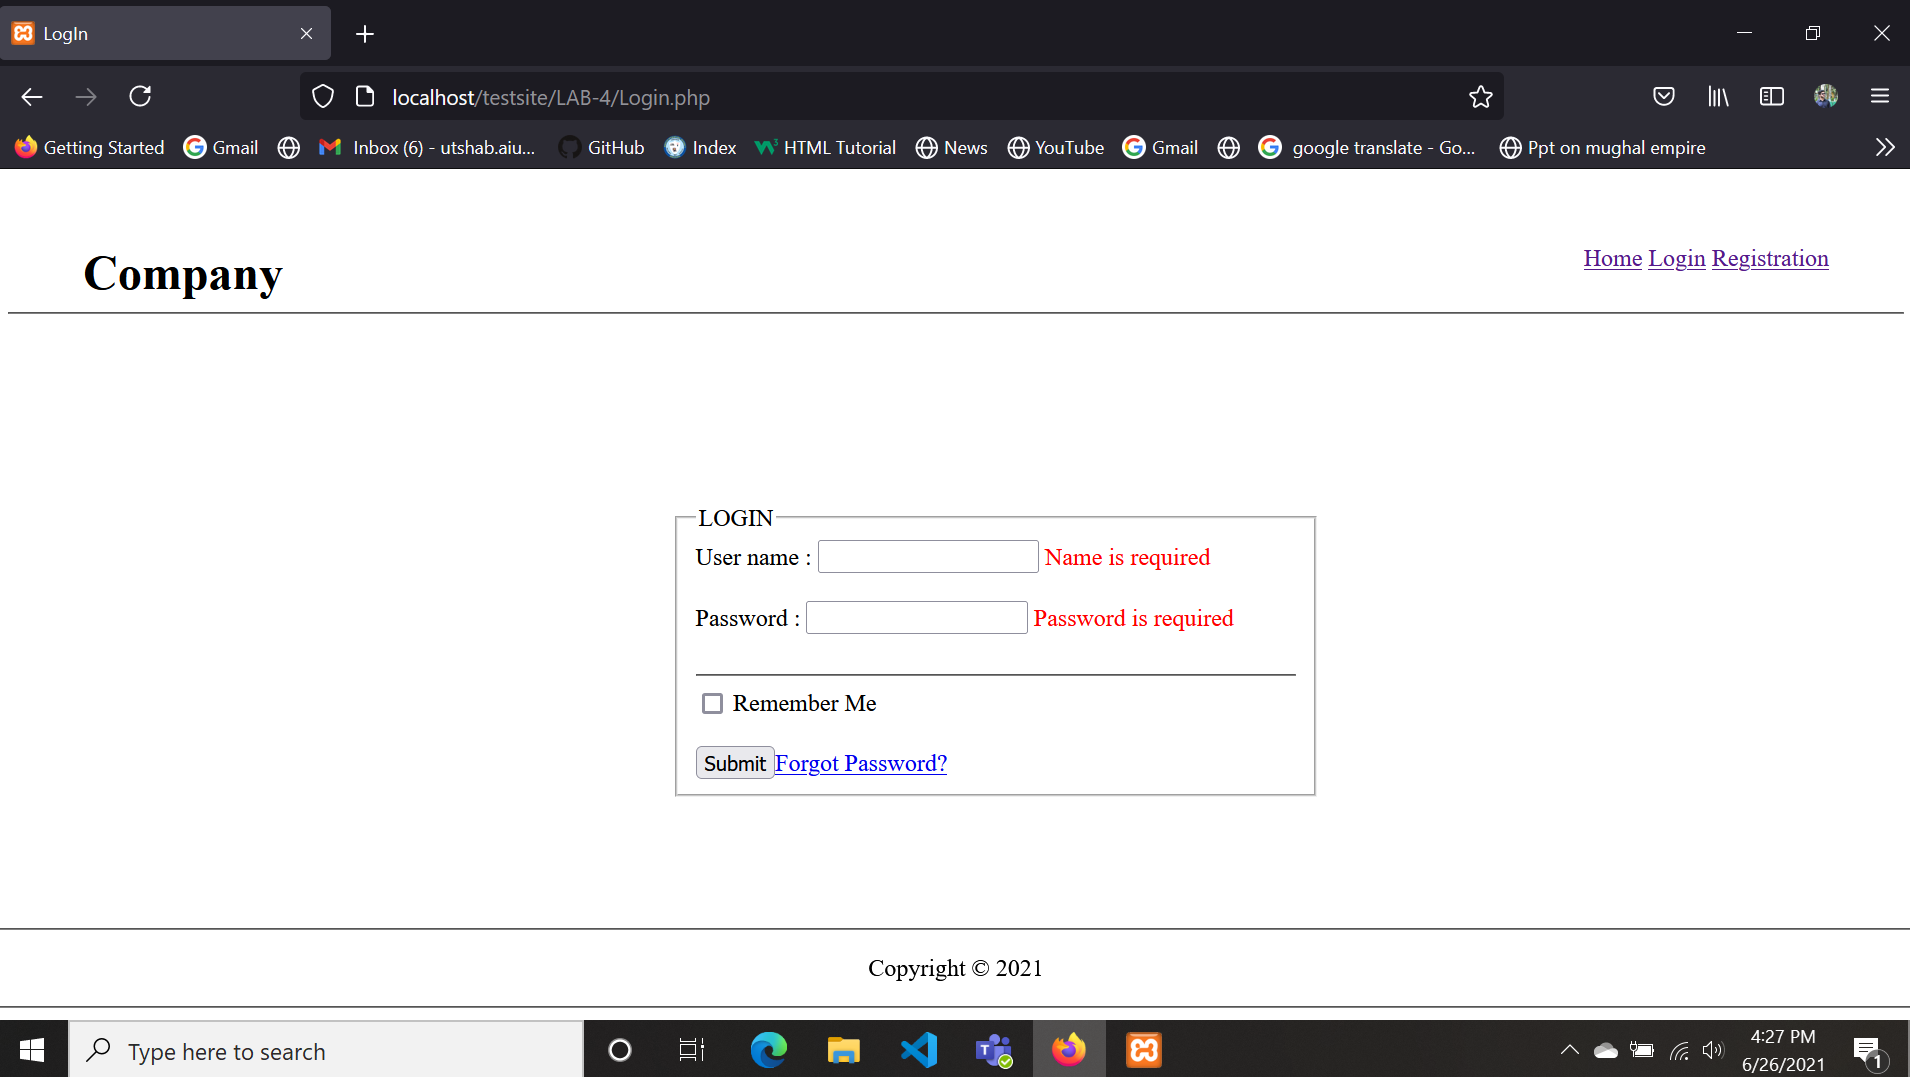 LogIn
localhost/testsite/LAB-4/Login.php
Getting Started Gmail Inbox (6) - utshab.aiu... GitHub Index HTML Tutorial News YouTube Gmail google translate - Go... Ppt on mughal empire
Company
Home Login Registration
LOGIN
User name : Name is required
Password : Password is required
Remember Me
Submit Forgot Password?
Copyright © 2021
Type here to search
4:27 PM
6/26/2021
1